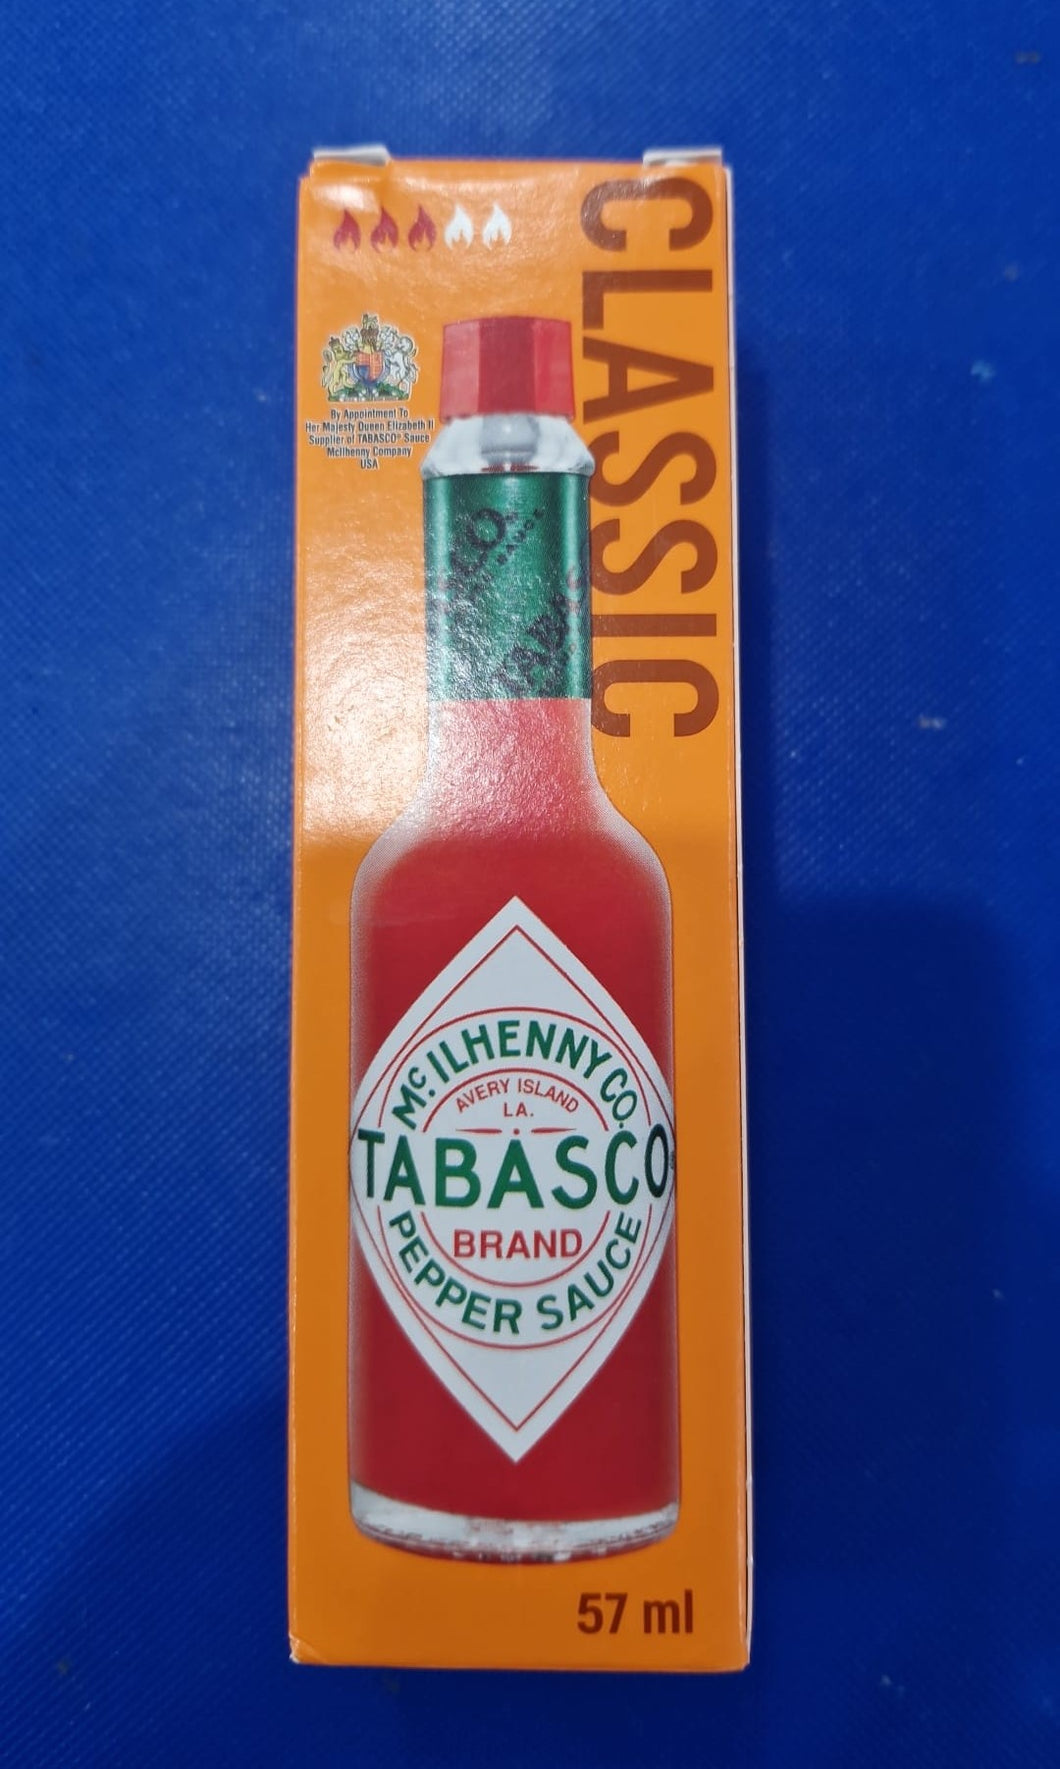 CLASSIC
By Appointment To
Her Majesty Queen Elizabeth II
Supplier of TABASCO® Sauce
McIlhenny Company
USA
McILHENNY CO.
AVERY ISLAND
LA.
TABASCO®
BRAND
PEPPER SAUCE
57 ml